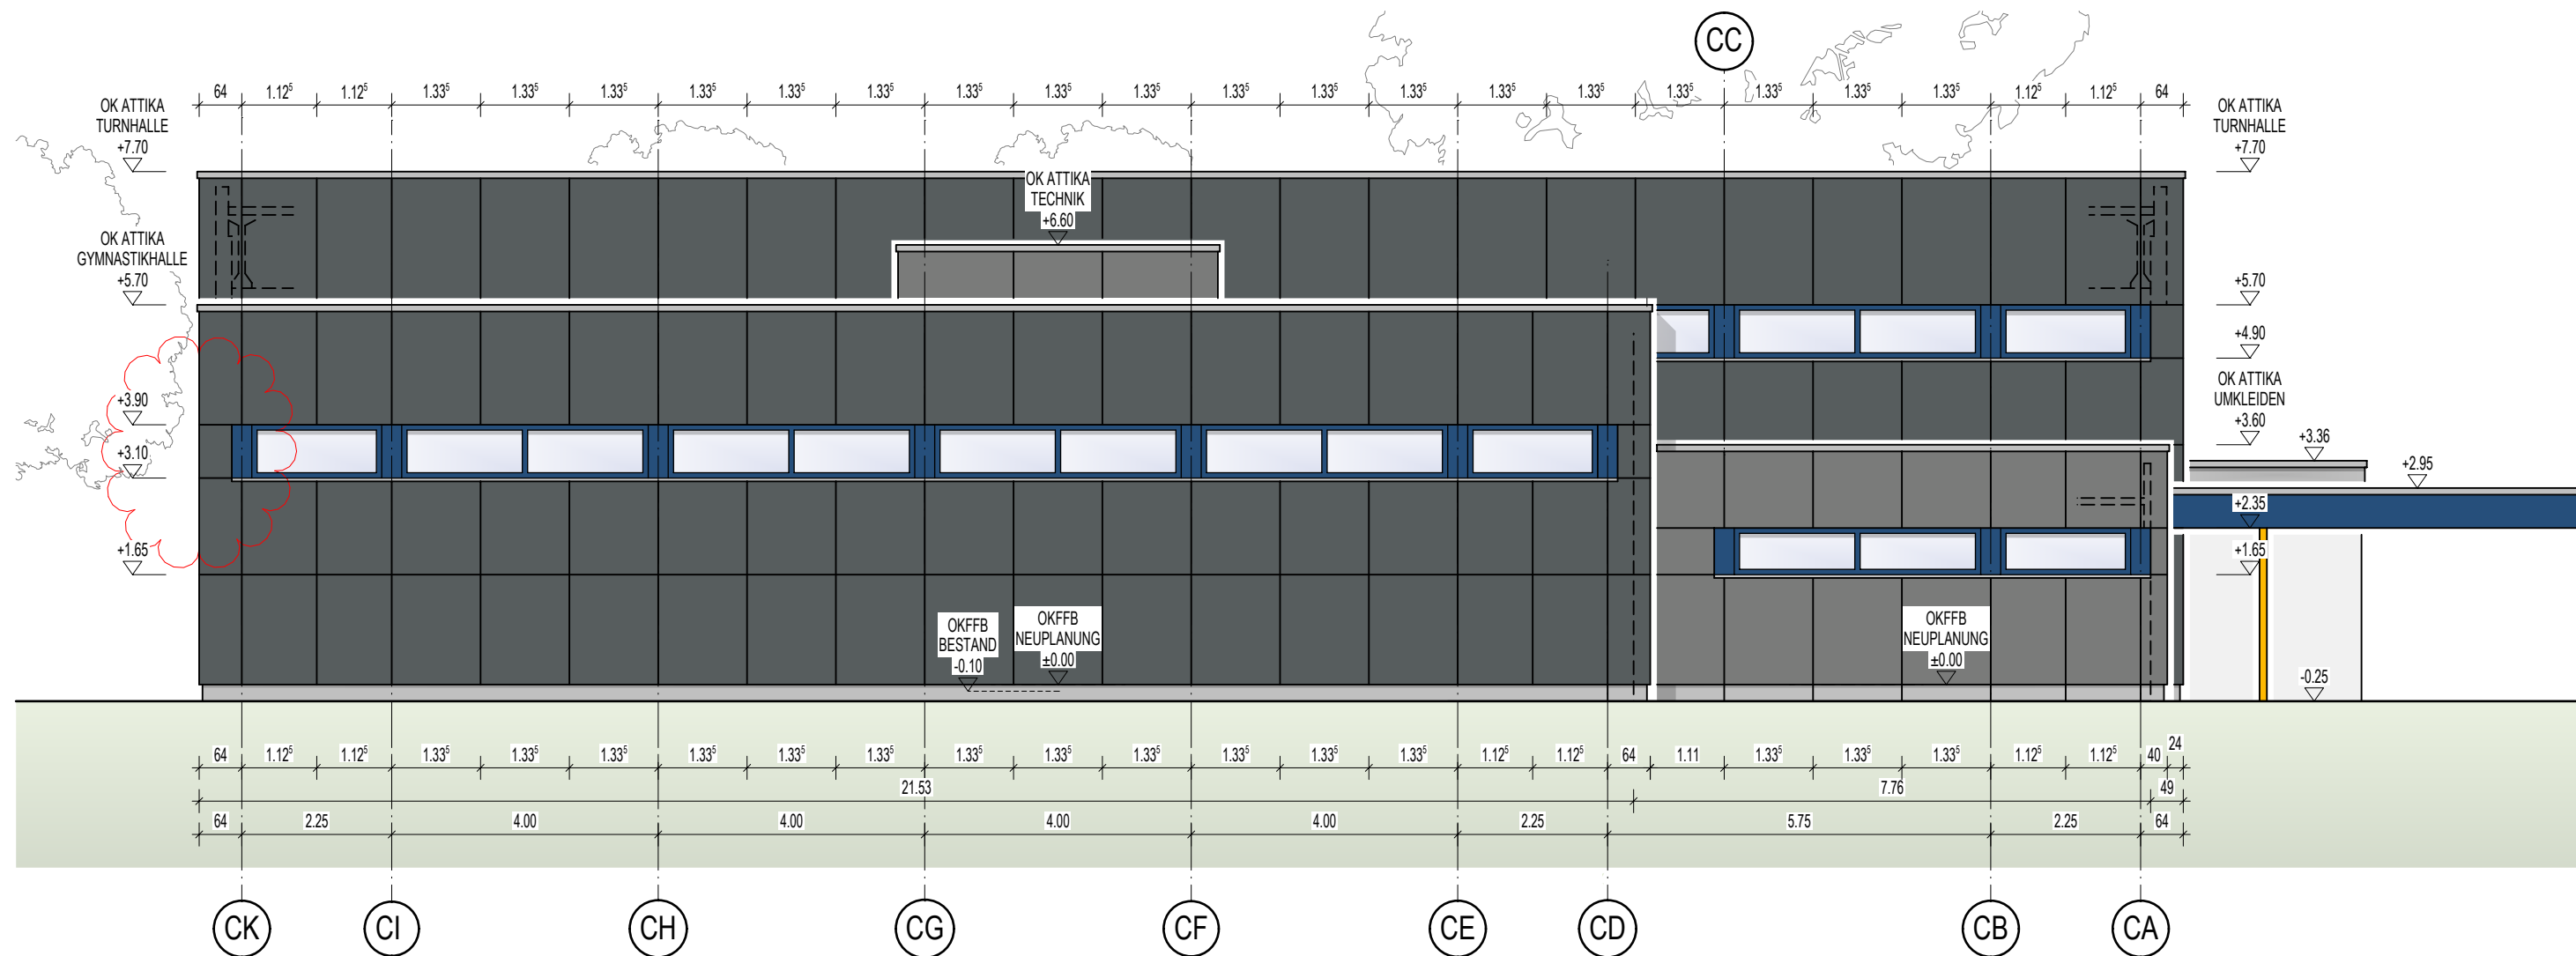 CC
64 1.12⁵ 1.12⁵ 1.33⁵ 1.33⁵ 1.33⁵ 1.33⁵ 1.33⁵ 1.33⁵ 1.33⁵ 1.33⁵ 1.33⁵ 1.33⁵ 1.33⁵ 1.33⁵ 1.33⁵ 1.33⁵ 1.33⁵ 1.33⁵ 1.33⁵ 1.33⁵ 1.12⁵ 1.12⁵ 64
OK ATTIKA
TURNHALLE
+7.70
OK ATTIKA
TURNHALLE
+7.70
OK ATTIKA
TECHNIK
+6.60
OK ATTIKA
GYMNASTIKHALLE
+5.70
+5.70
+4.90
OK ATTIKA
UMKLEIDEN
+3.60
+3.90
+3.10
+3.36
+2.95
+2.35
+1.65
+1.65
OKFFB
BESTAND
-0.10
OKFFB
NEUPLANUNG
±0.00
OKFFB
NEUPLANUNG
±0.00
-0.25
64 1.12⁵ 1.12⁵ 1.33⁵ 1.33⁵ 1.33⁵ 1.33⁵ 1.33⁵ 1.33⁵ 1.33⁵ 1.33⁵ 1.33⁵ 1.33⁵ 1.33⁵ 1.33⁵ 1.12⁵ 1.12⁵ 64 1.11 1.33⁵ 1.33⁵ 1.33⁵ 1.12⁵ 1.12⁵ 40 24
21.53 7.76 49
64 2.25 4.00 4.00 4.00 4.00 2.25 5.75 2.25 64
CK CI CH CG CF CE CD CB CA